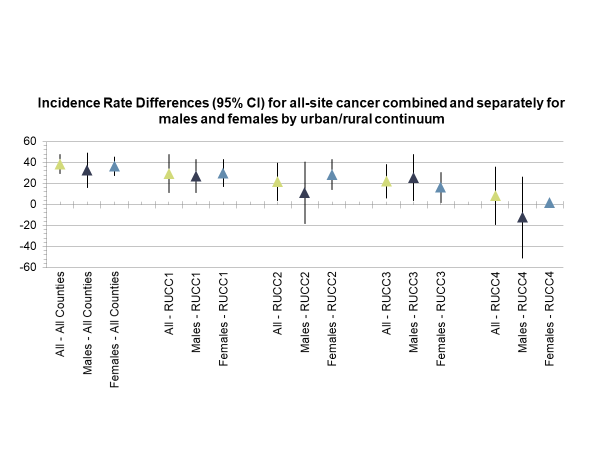 Incidence Rate Differences (95% CI) for all-site cancer combined and separately for
males and females by urban/rural continuum
60
40
20
0
-20
-40
-60
All - All Counties
Males - All Counties
Females - All Counties
All - RUCC1
Males - RUCC1
Females - RUCC1
All - RUCC2
Males - RUCC2
Females - RUCC2
All - RUCC3
Males - RUCC3
Females - RUCC3
All - RUCC4
Males - RUCC4
Females - RUCC4